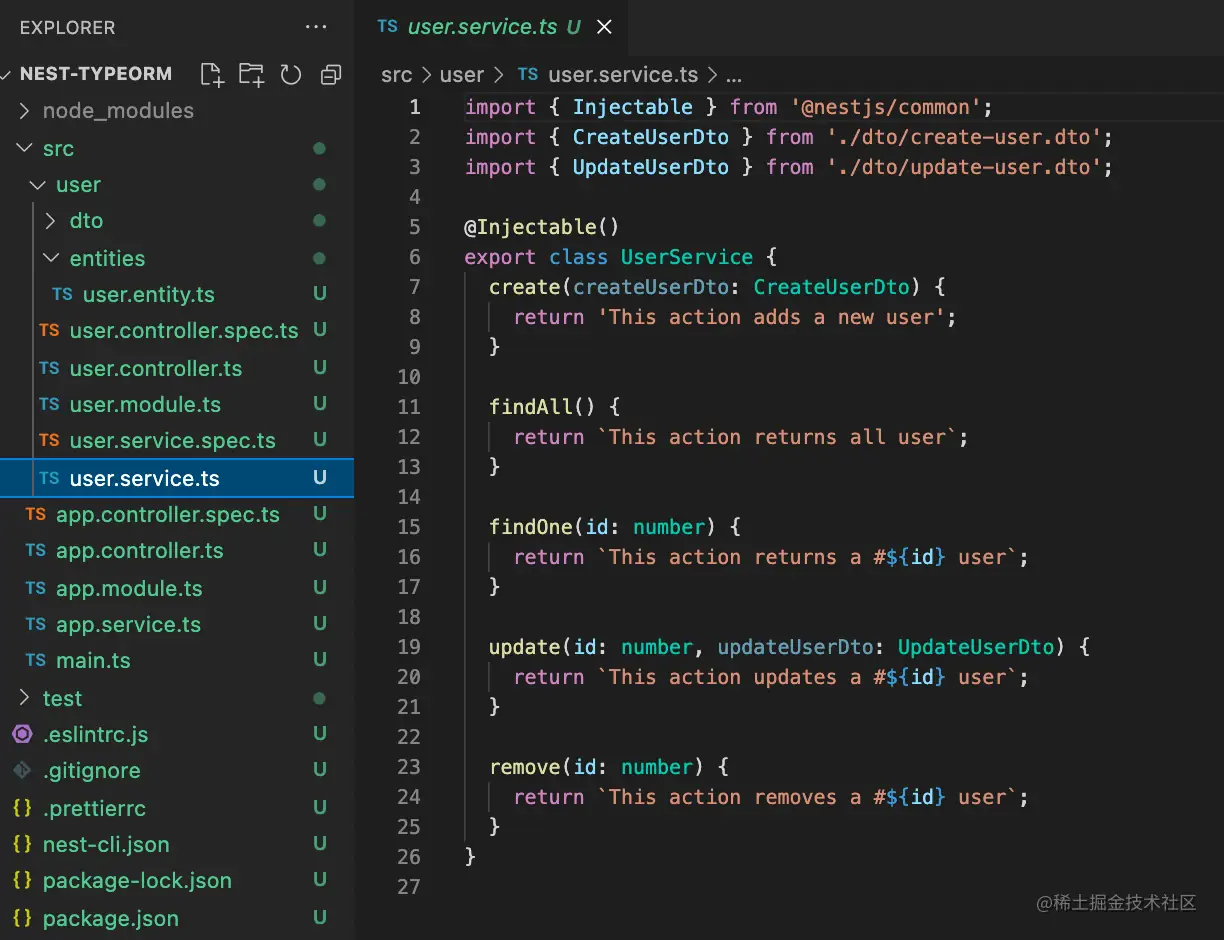 EXPLORER
NEST-TYPEORM
node_modules
src
user
dto
entities
TS user.entity.ts U
TS user.controller.spec.ts U
TS user.controller.ts U
TS user.module.ts U
TS user.service.spec.ts U
TS user.service.ts U
TS app.controller.spec.ts U
TS app.controller.ts U
TS app.module.ts U
TS app.service.ts U
TS main.ts U
test
.eslintrc.js U
.gitignore U
{} .prettierrc U
{} nest-cli.json U
{} package-lock.json U
{} package.json U
TS user.service.ts U
src > user > TS user.service.ts > ...
1 import { Injectable } from '@nestjs/common';
2 import { CreateUserDto } from './dto/create-user.dto';
3 import { UpdateUserDto } from './dto/update-user.dto';
4
5 @Injectable()
6 export class UserService {
7 create(createUserDto: CreateUserDto) {
8 return 'This action adds a new user';
9 }
10
11 findAll() {
12 return `This action returns all user`;
13 }
14
15 findOne(id: number) {
16 return `This action returns a #${id} user`;
17 }
18
19 update(id: number, updateUserDto: UpdateUserDto) {
20 return `This action updates a #${id} user`;
21 }
22
23 remove(id: number) {
24 return `This action removes a #${id} user`;
25 }
26 }
27
@稀土掘金技术社区